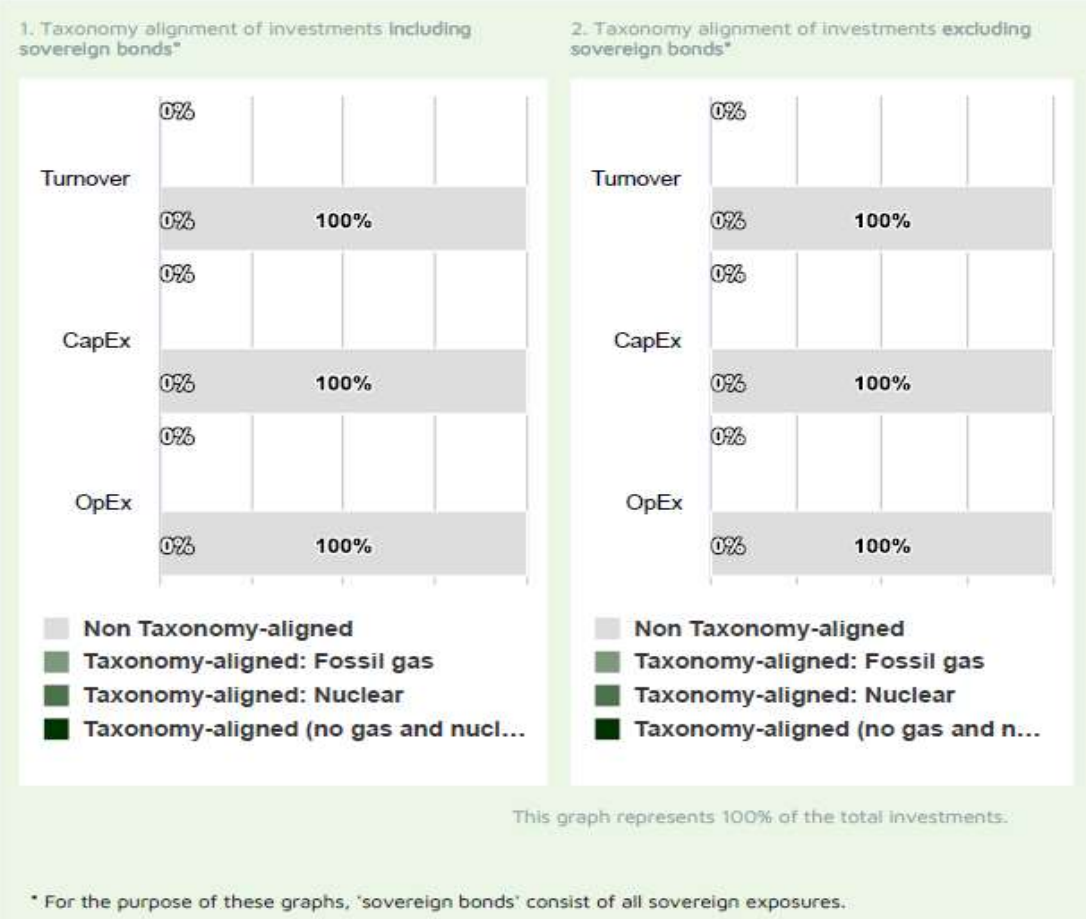 1. Taxonomy alignment of investments including
sovereign bonds*
0%
Turnover
0% 100%
0%
CapEx
0% 100%
0%
OpEx
0% 100%
Non Taxonomy-aligned
Taxonomy-aligned: Fossil gas
Taxonomy-aligned: Nuclear
Taxonomy-aligned (no gas and nucl...
2. Taxonomy alignment of investments excluding
sovereign bonds*
0%
Turnover
0% 100%
0%
CapEx
0% 100%
0%
OpEx
0% 100%
Non Taxonomy-aligned
Taxonomy-aligned: Fossil gas
Taxonomy-aligned: Nuclear
Taxonomy-aligned (no gas and n...
This graph represents 100% of the total investments.
* For the purpose of these graphs, 'sovereign bonds' consist of all sovereign exposures.